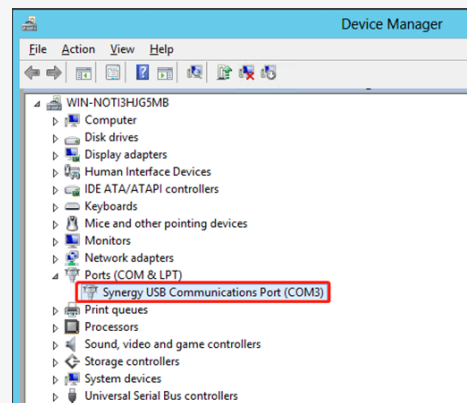 Device Manager
File Action View Help
WIN-NOTI3HJG5MB
Computer
Disk drives
Display adapters
Human Interface Devices
IDE ATA/ATAPI controllers
Keyboards
Mice and other pointing devices
Monitors
Network adapters
Ports (COM & LPT)
Synergy USB Communications Port (COM3)
Print queues
Processors
Sound, video and game controllers
Storage controllers
System devices
Universal Serial Bus controllers